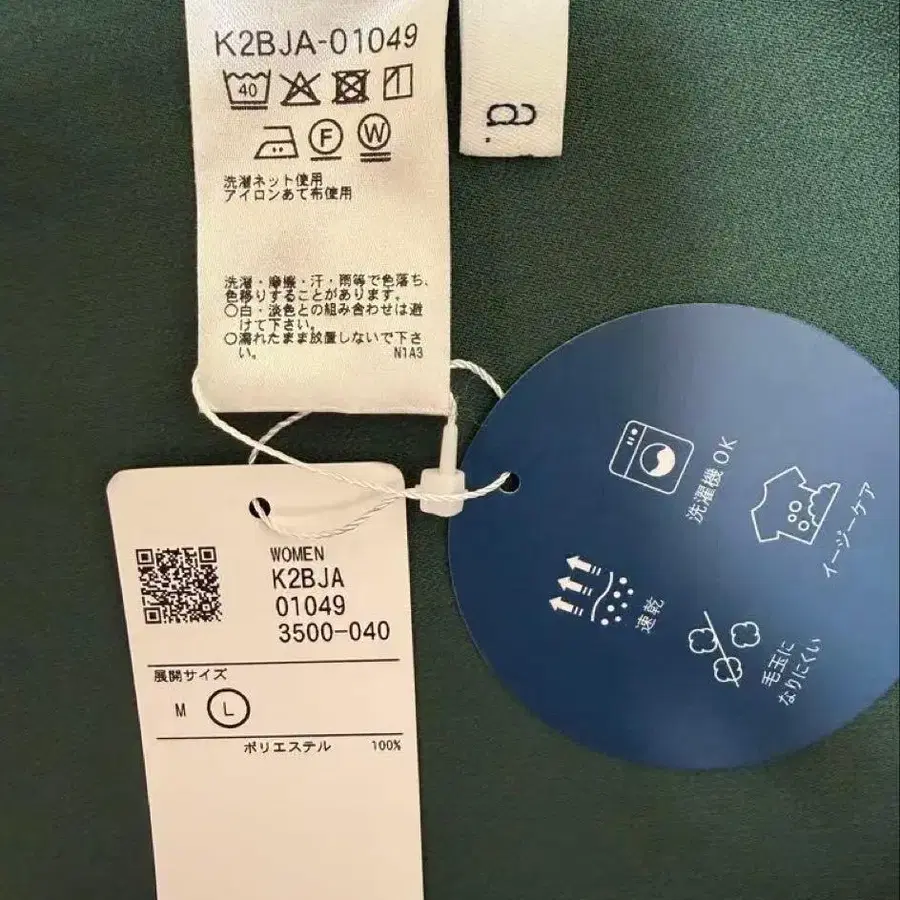 K2BJA-01049
40
F
W
洗濯ネット使用
アイロンあて布使用
洗濯・摩擦・汗・雨等で色落ち、
色移りすることがあります。
○白・淡色との組み合わせは避
けて下さい。
○濡れたまま放置しないで下さ
い。
N1A3
a.
WOMEN
K2BJA
01049
3500-040
展開サイズ
M L
ポリエステル 100%
洗濯機OK
イージーケア
速乾
毛玉に
なりにくい